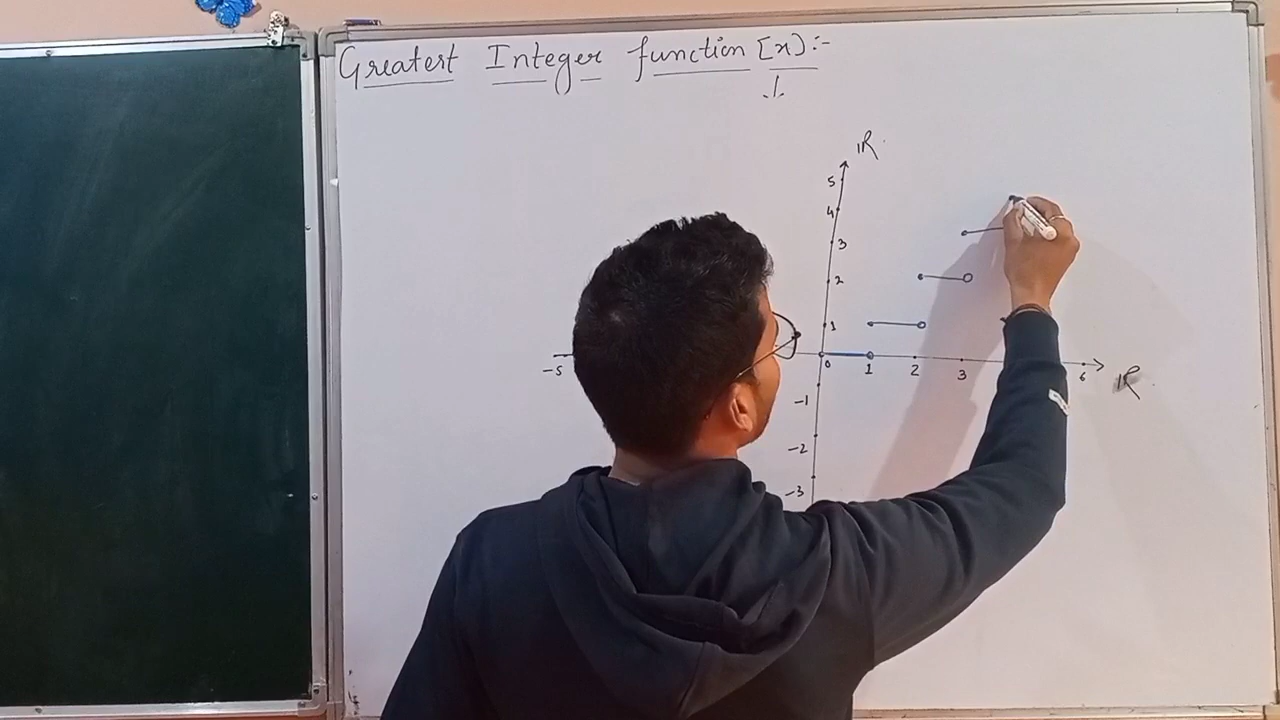 Greatest Integer function [x]:-
IR
5
4
3
2
1
-5 0 1 2 3 6
IR
-1
-2
-3